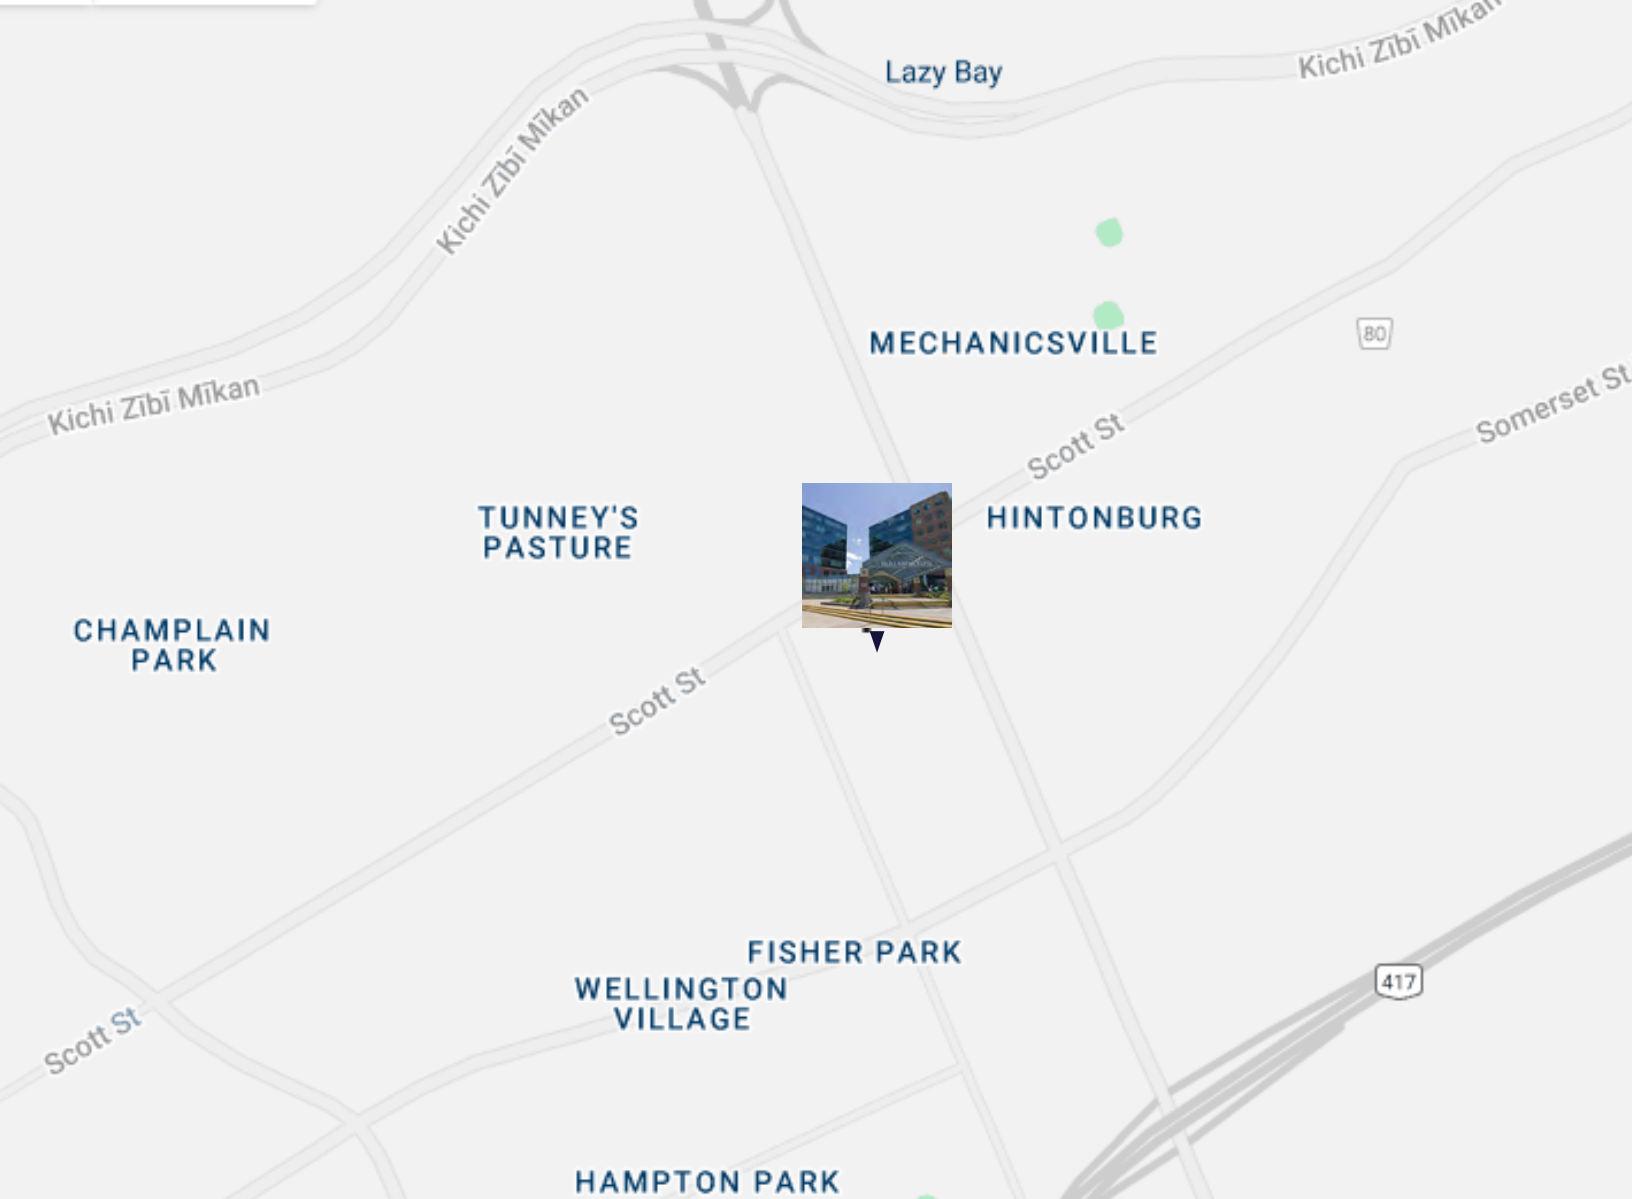 Lazy Bay
Kichi Zībī Mīkan
Kichi Zībī Mīkan
Kichi Zībī Mīkan
MECHANICSVILLE
80
Scott St
Somerset St
TUNNEY'S
PASTURE
HINTONBURG
CHAMPLAIN
PARK
Scott St
FISHER PARK
WELLINGTON
VILLAGE
417
Scott St
HAMPTON PARK